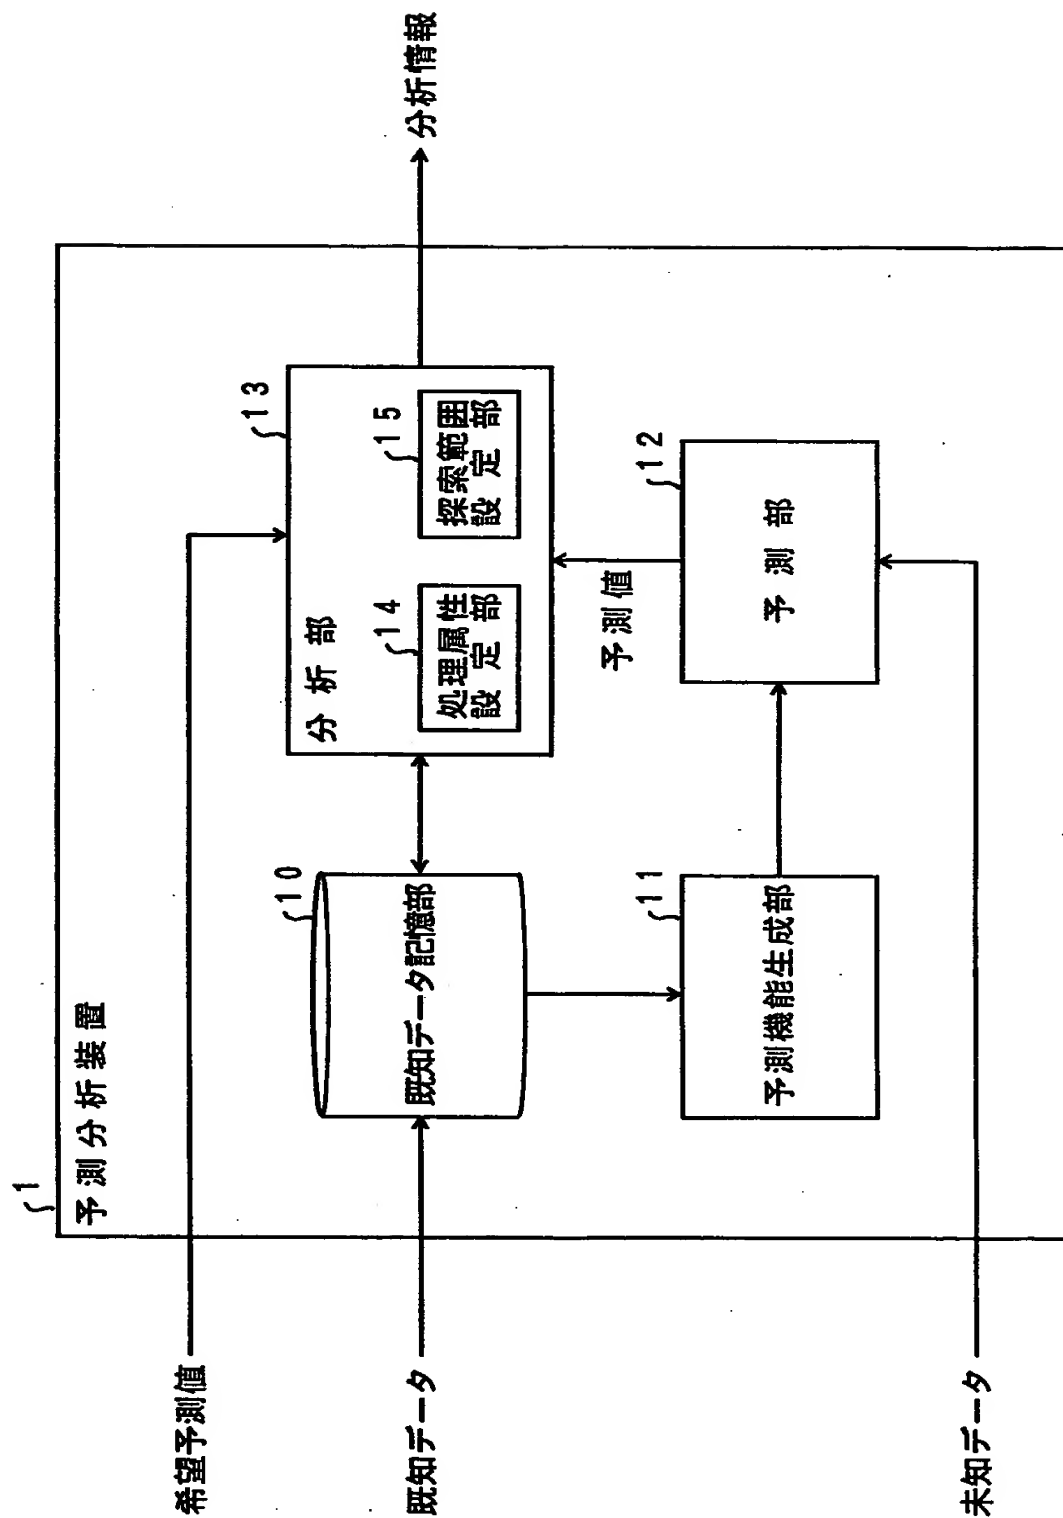 1
予測分析装置
希望予測値
既知データ
未知データ
10
既知データ記憶部
13
分析部
14
処理属性
設定部
15
探索範囲
設定部
分析情報
11
予測機能生成部
12
予測部
予測値